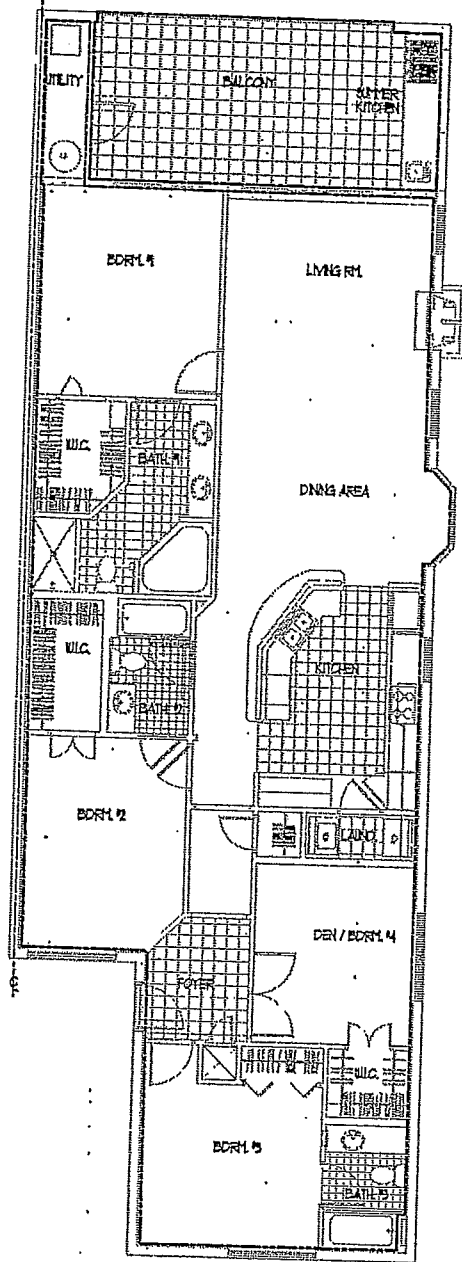 UTILITY
BALCONY
SUMMER
KITCHEN
BDRM. #1
LIVING RM.
W.I.C.
BATH #1
DINING AREA
W.I.C.
KITCHEN
BATH #2
BDRM. #2
LAUND.
DEN / BDRM. #4
FOYER
W.I.C.
BDRM. #3
BATH #3